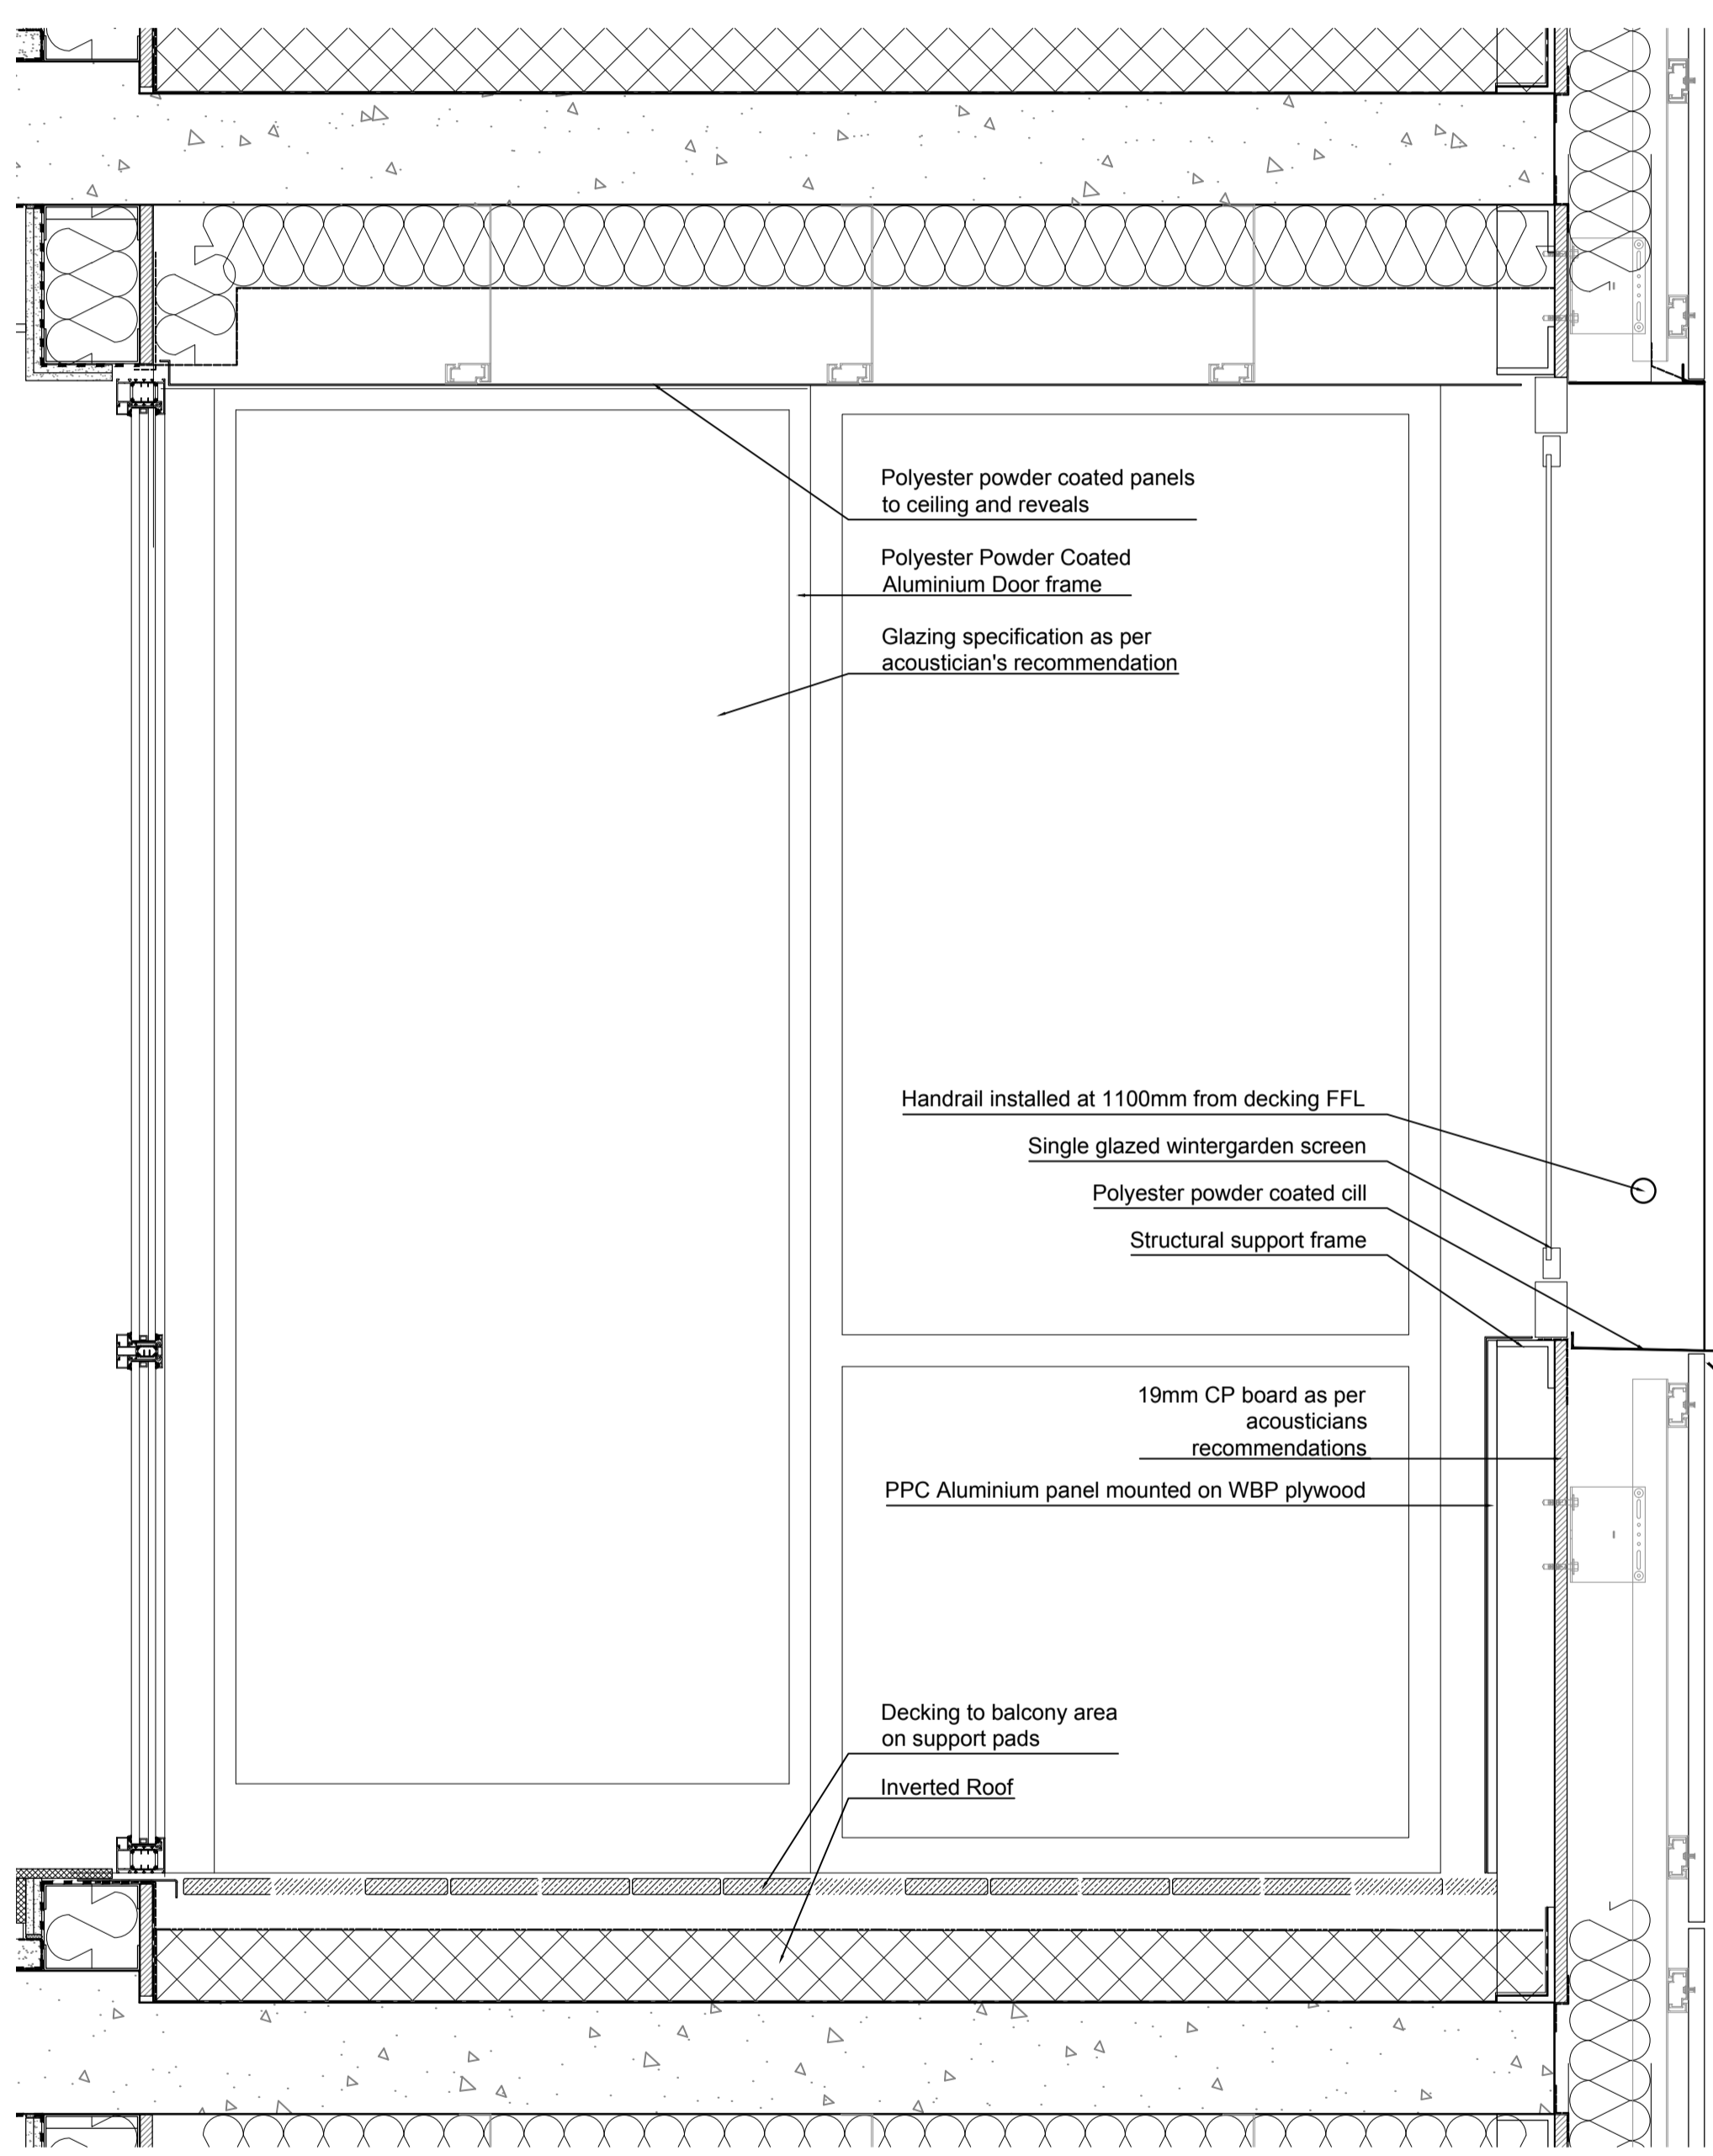 Polyester powder coated panels
to ceiling and reveals
Polyester Powder Coated
Aluminium Door frame
Glazing specification as per
acoustician's recommendation
Handrail installed at 1100mm from decking FFL
Single glazed wintergarden screen
Polyester powder coated cill
Structural support frame
19mm CP board as per
acousticians
recommendations
PPC Aluminium panel mounted on WBP plywood
Decking to balcony area
on support pads
Inverted Roof